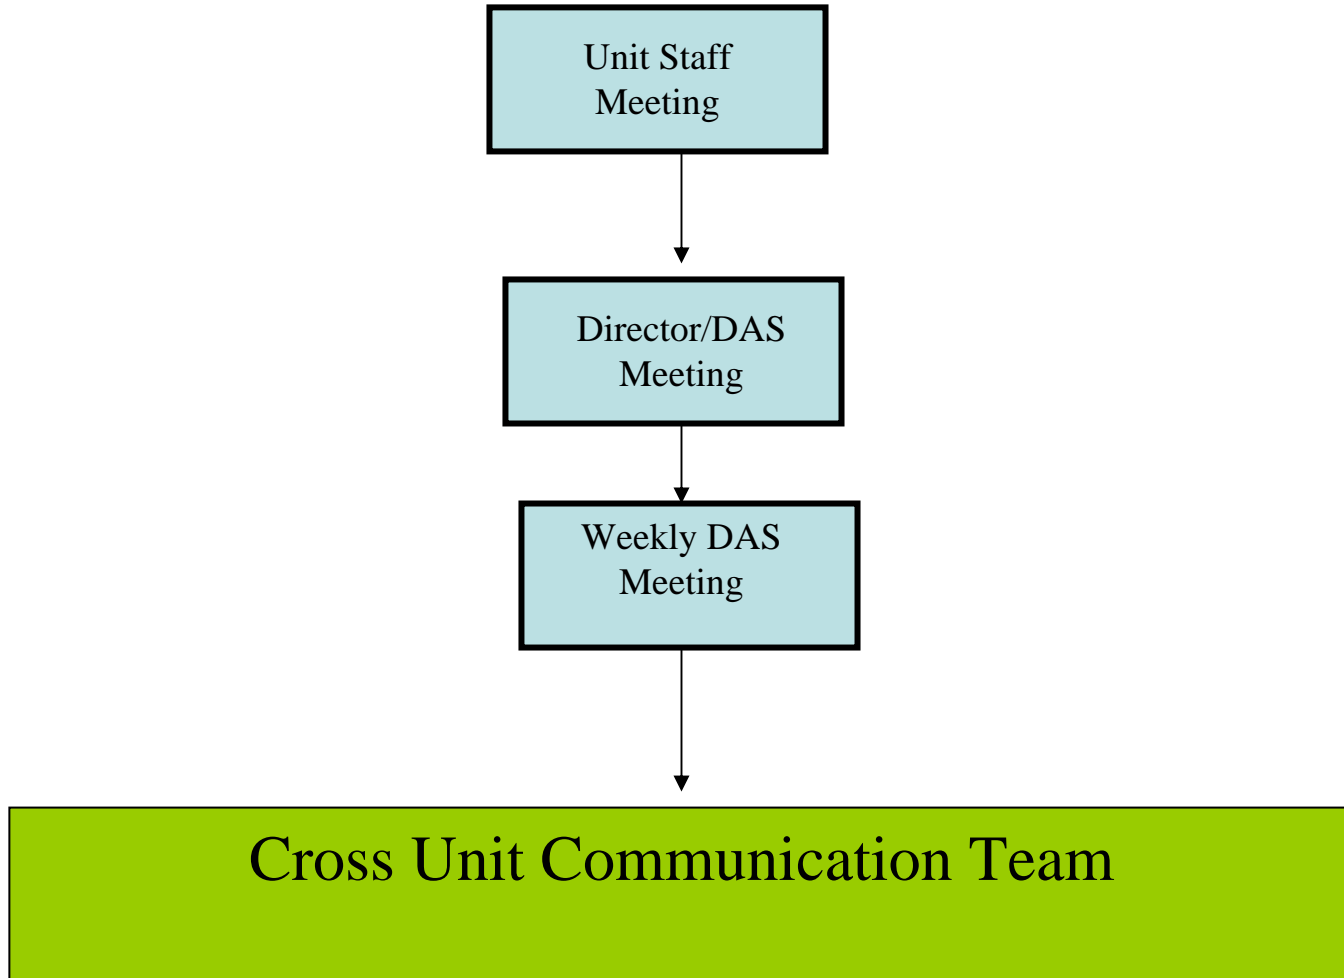 Unit Staff
Meeting
Director/DAS
Meeting
Weekly DAS
Meeting
Cross Unit Communication Team